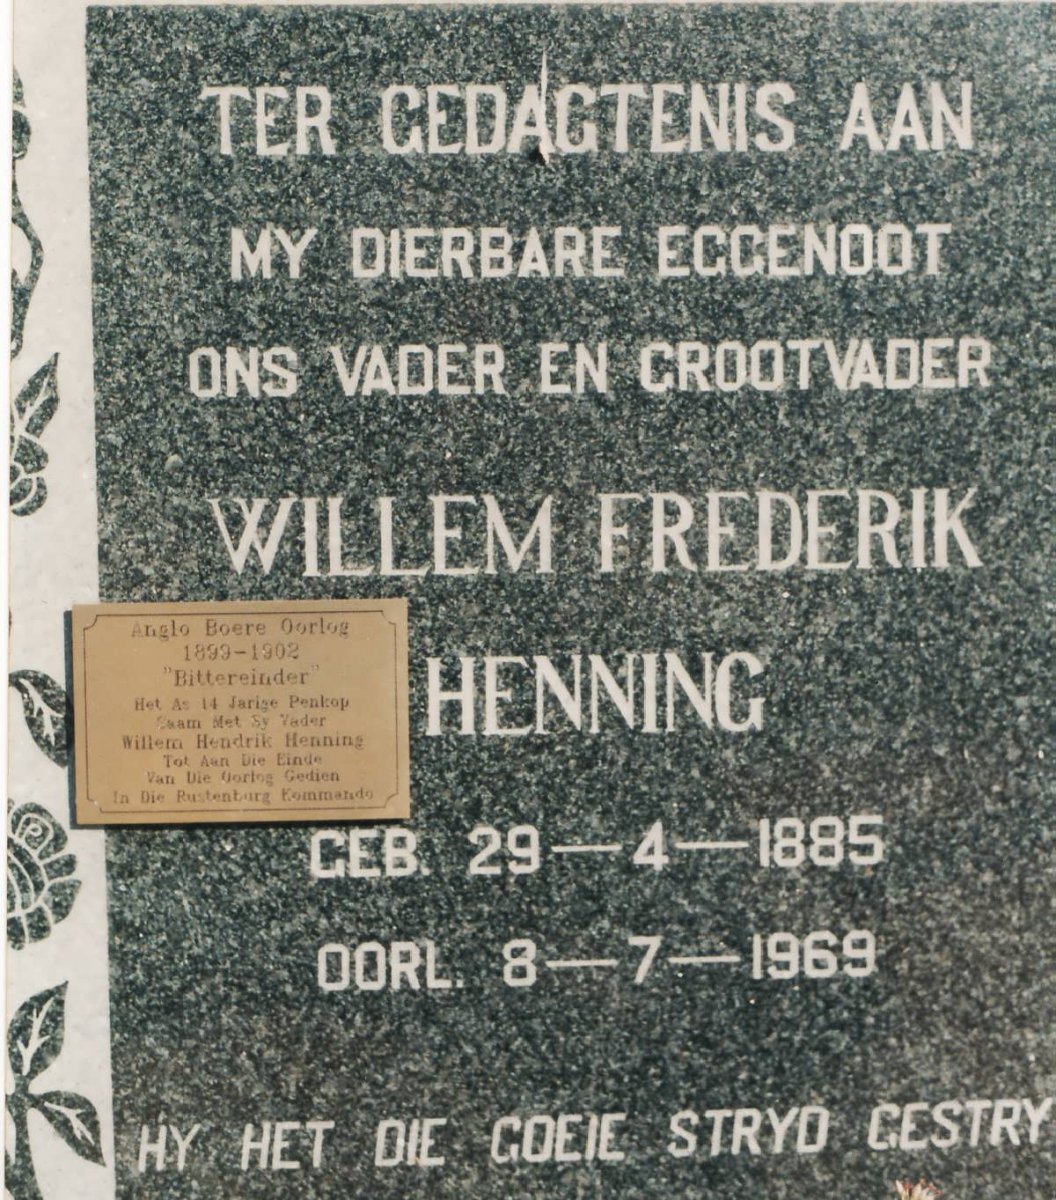 TER GEDAGTENIS AAN
MY DIERBARE EGGENOOT
ONS VADER EN GROOTVADER
WILLEM FREDERIK
HENNING
Anglo Boere Oorlog
1899-1902
"Bittereinder"
Het As 14 Jarige Penkop
Saam Met Sy Vader
Willem Hendrik Henning
Tot Aan Die Einde
Van Die Oorlog Gedien
In Die Rustenburg Kommando
GEB. 29—4—1885
OORL. 8—7—1969
HY HET DIE GOEIE STRYD GESTRY